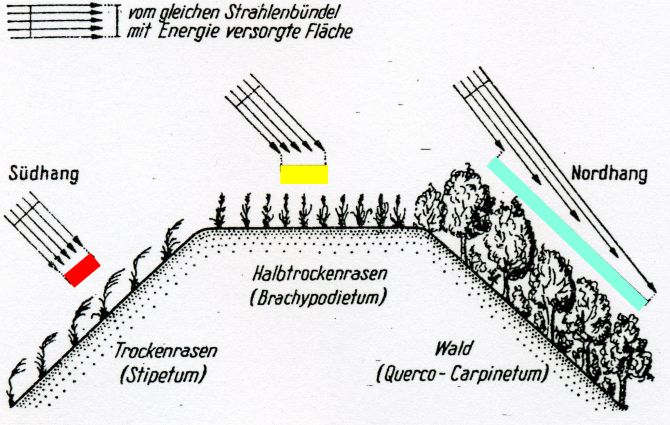 vom gleichen Strahlenbündel
mit Energie versorgte Fläche
Südhang
Nordhang
Halbtrockenrasen
(Brachypodietum)
Trockenrasen
(Stipetum)
Wald
(Querco-Carpinetum)